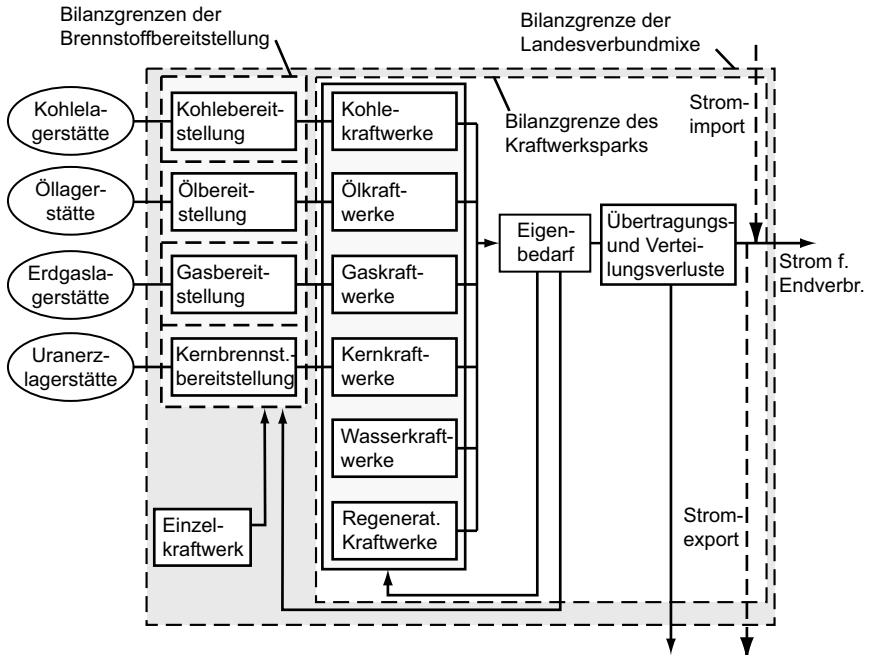 Bilanzgrenzen der
Brennstoffbereitstellung
Bilanzgrenze der
Landesverbundmixe
Kohlela-
gerstätte
Kohlebereit-
stellung
Kohle-
kraftwerke
Bilanzgrenze des
Kraftwerksparks
Strom-
import
Öllager-
stätte
Ölbereit-
stellung
Ölkraft-
werke
Eigen-
bedarf
Übertragungs-
und Vertei-
lungsverluste
Strom f.
Endverbr.
Erdgasla-
gerstätte
Gasbereit-
stellung
Gaskraft-
werke
Uranerz-
lagerstätte
Kernbrennst.-
bereitstellung
Kernkraft-
werke
Wasserkraft-
werke
Einzel-
kraftwerk
Regenerat.
Kraftwerke
Strom-
export